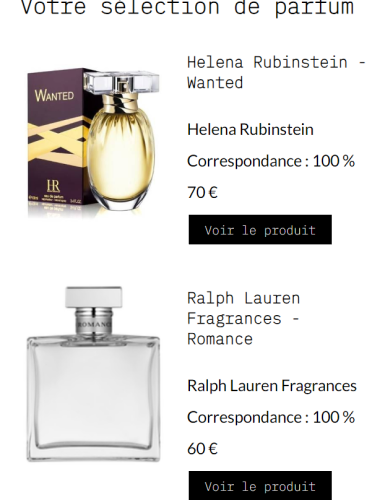 Votre sélection de parfum
Helena Rubinstein -
Wanted
WANTED
HR
Helena Rubinstein
Correspondance : 100 %
70 €
Voir le produit
Ralph Lauren
Fragrances -
Romance
ROMANCE
Ralph Lauren Fragrances
Correspondance : 100 %
60 €
Voir le produit